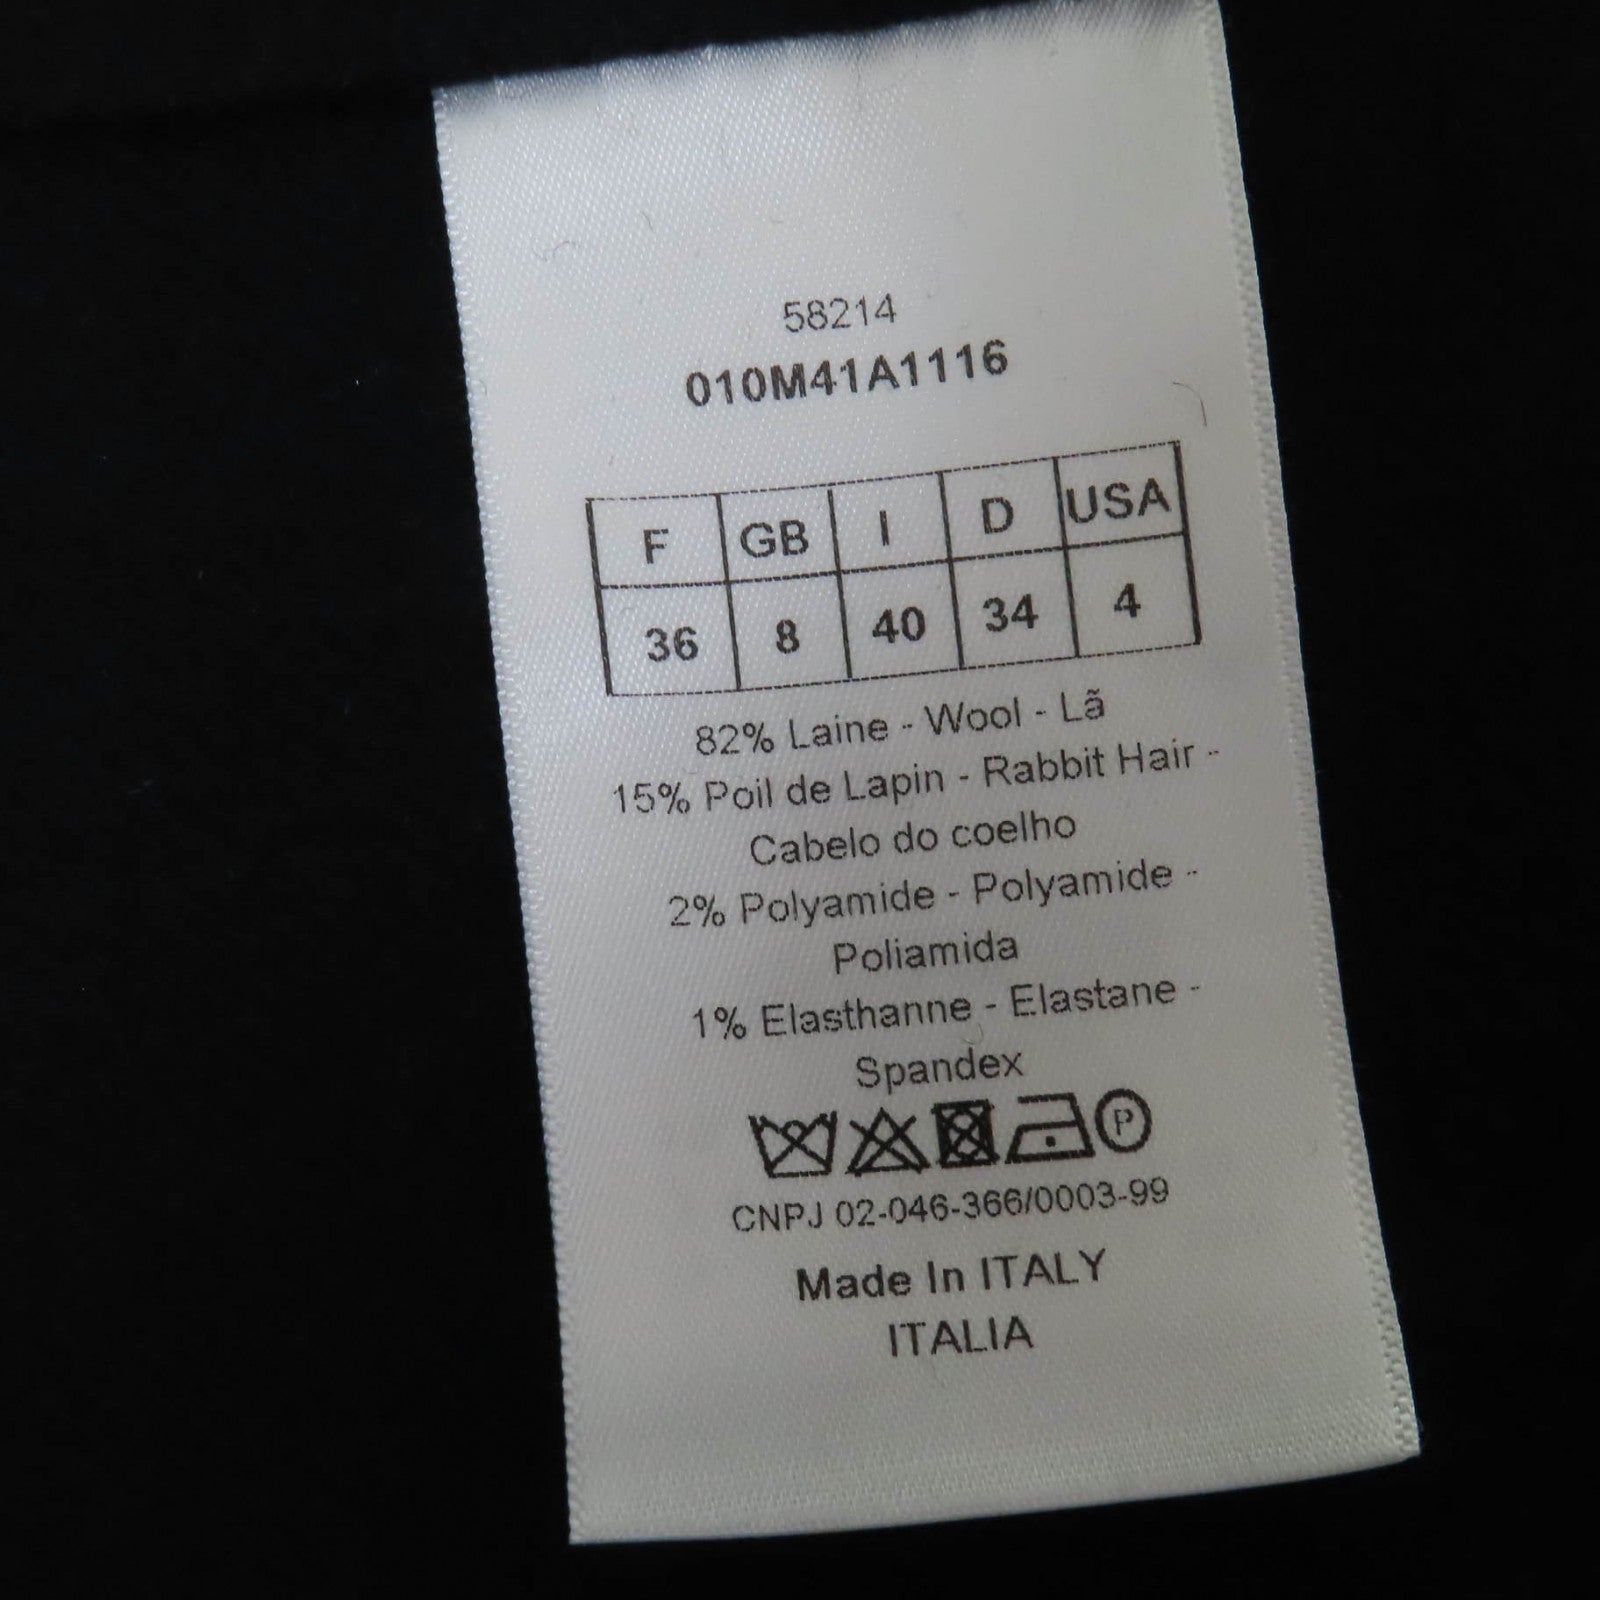 58214
010M41A1116
F GB I D USA
36 8 40 34 4
82% Laine - Wool - Lã
15% Poil de Lapin - Rabbit Hair -
Cabelo do coelho
2% Polyamide - Polyamide -
Poliamida
1% Elasthanne - Elastane -
Spandex
P
CNPJ 02-046-366/0003-99
Made In ITALY
ITALIA